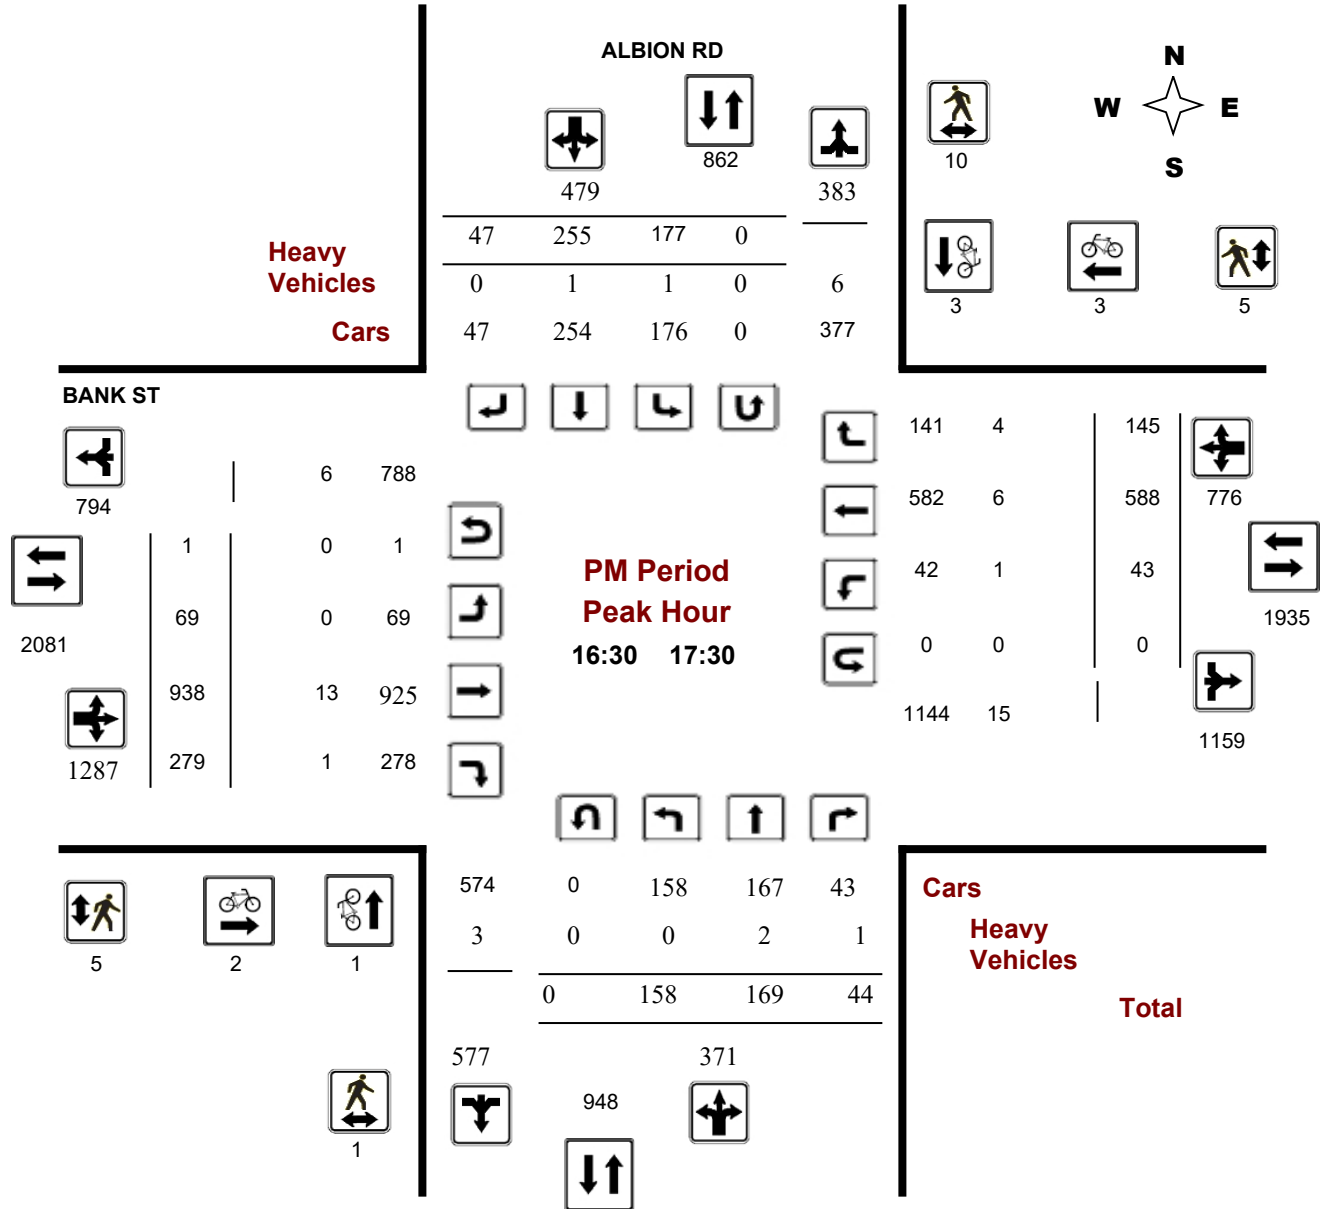 ALBION RD
N
W E
S
862
10
479 383
47 255 177 0
Heavy
Vehicles 0 1 1 0 6
3 3 5
Cars 47 254 176 0 377
BANK ST
141 4 145
6 788
794
582 6 588 776
1 0 1
PM Period
42 1 43
Peak Hour
69 0 69
1935
2081
16:30 17:30
0 0 0
938 13 925
1144 15
1159
1287 279 1 278
574 0 158 167 43 Cars
3 0 0 2 1 Heavy
Vehicles
5 2 1
0 158 169 44 Total
577 371
948
1